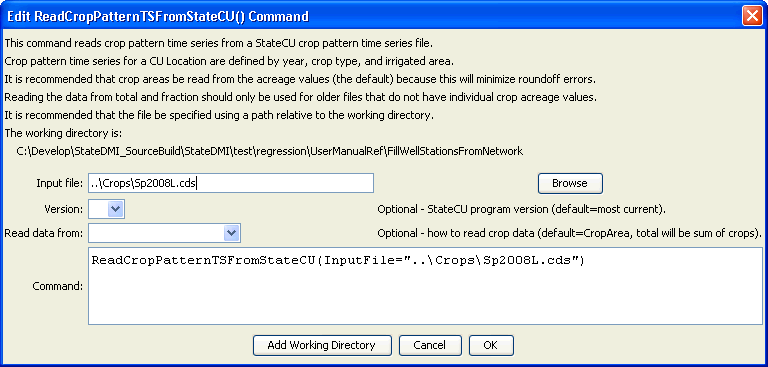 Edit ReadCropPatternTSFromStateCU() Command
This command reads crop pattern time series from a StateCU crop pattern time series file.
Crop pattern time series for a CU Location are defined by year, crop type, and irrigated area.
It is recommended that crop areas be read from the acreage values (the default) because this will minimize roundoff errors.
Reading the data from total and fraction should only be used for older files that do not have individual crop acreage values.
It is recommended that the file be specified using a path relative to the working directory.
The working directory is:
C:\Develop\StateDMI_SourceBuild\StateDMI\test\regression\UserManualRef\FillWellStationsFromNetwork
Input file: ..\Crops\Sp2008L.cds Browse
Version: Optional - StateCU program version (default=most current).
Read data from: Optional - how to read crop data (default=CropArea, total will be sum of crops).
Command: ReadCropPatternTSFromStateCU(InputFile="..\Crops\Sp2008L.cds")
Add Working Directory Cancel OK